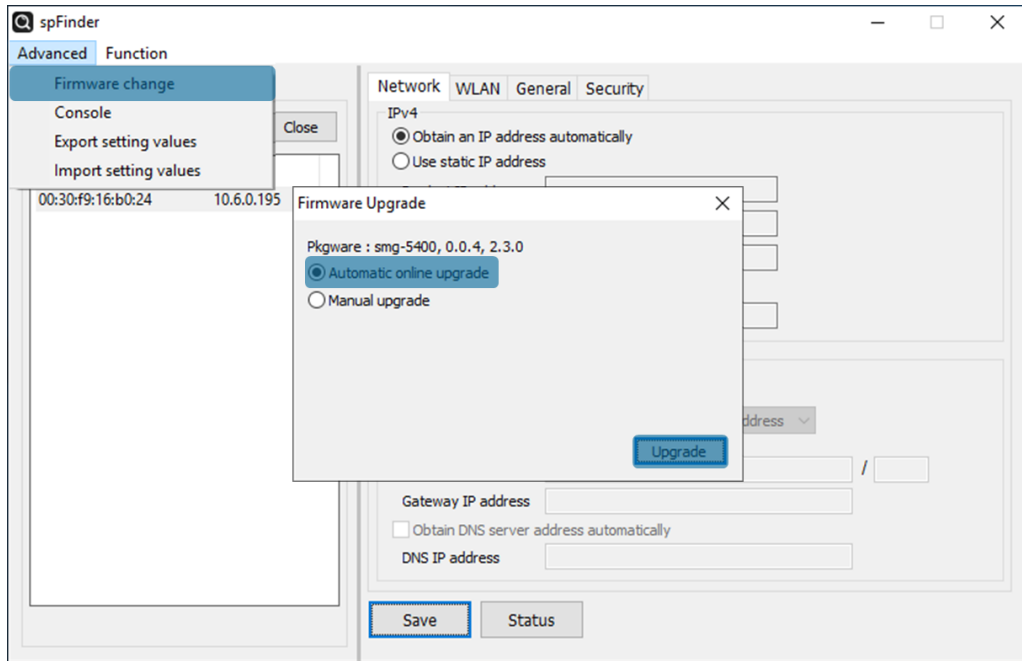 spFinder
Advanced Function
Firmware change
Console
Export setting values
Import setting values
Close
00:30:f9:16:b0:24 10.6.0.195
Network WLAN General Security
IPv4
Obtain an IP address automatically
Use static IP address
Firmware Upgrade
Pkgware : smg-5400, 0.0.4, 2.3.0
Automatic online upgrade
Manual upgrade
Upgrade
/
Gateway IP address
Obtain DNS server address automatically
DNS IP address
Save Status